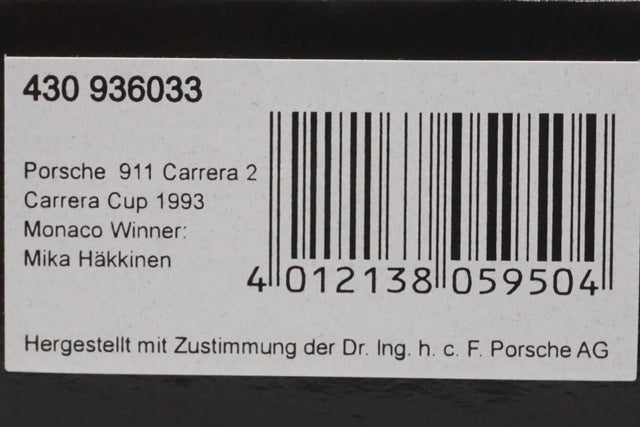 430 936033
Porsche 911 Carrera 2
Carrera Cup 1993
Monaco Winner:
Mika Häkkinen
4 012138 059504
Hergestellt mit Zustimmung der Dr. Ing. h. c. F. Porsche AG